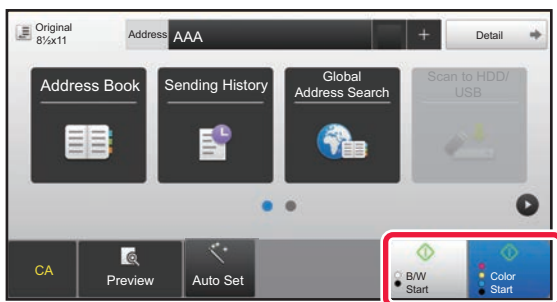 Original
8½x11
Address
AAA
+
Detail
Address Book
Sending History
Global
Address Search
Scan to HDD/
USB
CA
Preview
Auto Set
B/W
Start
Color
Start